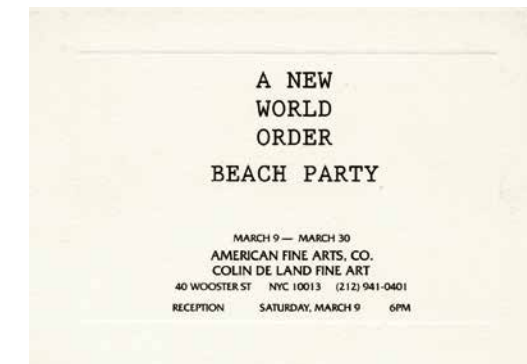 A NEW
WORLD
ORDER
BEACH PARTY
MARCH 9 — MARCH 30
AMERICAN FINE ARTS, CO.
COLIN DE LAND FINE ART
40 WOOSTER ST NYC 10013 (212) 941-0401
RECEPTION SATURDAY, MARCH 9 6PM